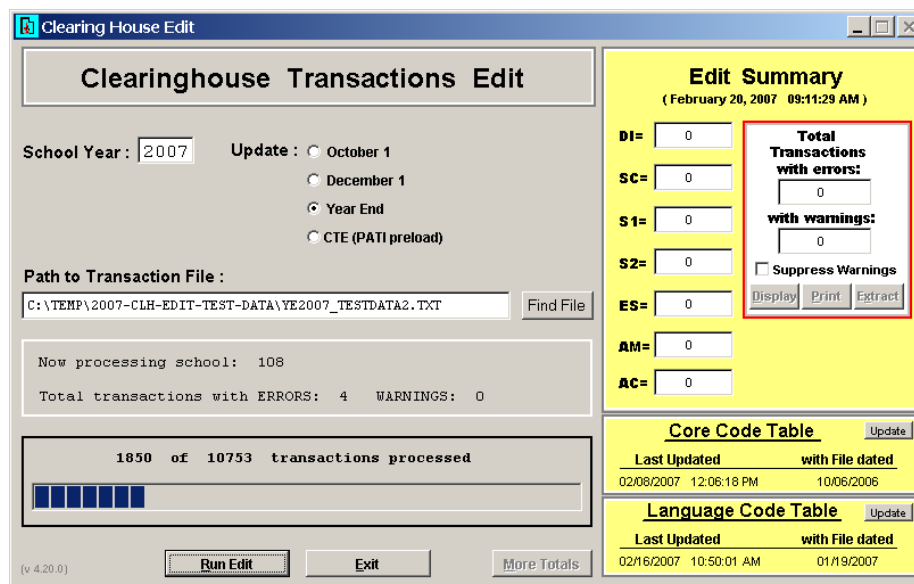 Clearing House Edit
Clearinghouse Transactions Edit
School Year : 2007
Update : October 1
December 1
Year End
CTE (PATI preload)
Path to Transaction File :
C:\TEMP\2007-CLH-EDIT-TEST-DATA\YE2007_TESTDATA2.TXT
Find File
Now processing school: 108
Total transactions with ERRORS: 4 WARNINGS: 0
1850 of 10753 transactions processed
(v 4.20.0)
Run Edit
Exit
More Totals
Edit Summary
( February 20, 2007 09:11:29 AM )
DI= 0
SC= 0
S1= 0
S2= 0
ES= 0
AM= 0
AC= 0
Total
Transactions
with errors:
0
with warnings:
0
Suppress Warnings
Display Print Extract
Core Code Table Update
Last Updated with File dated
02/08/2007 12:06:18 PM 10/06/2006
Language Code Table Update
Last Updated with File dated
02/16/2007 10:50:01 AM 01/19/2007